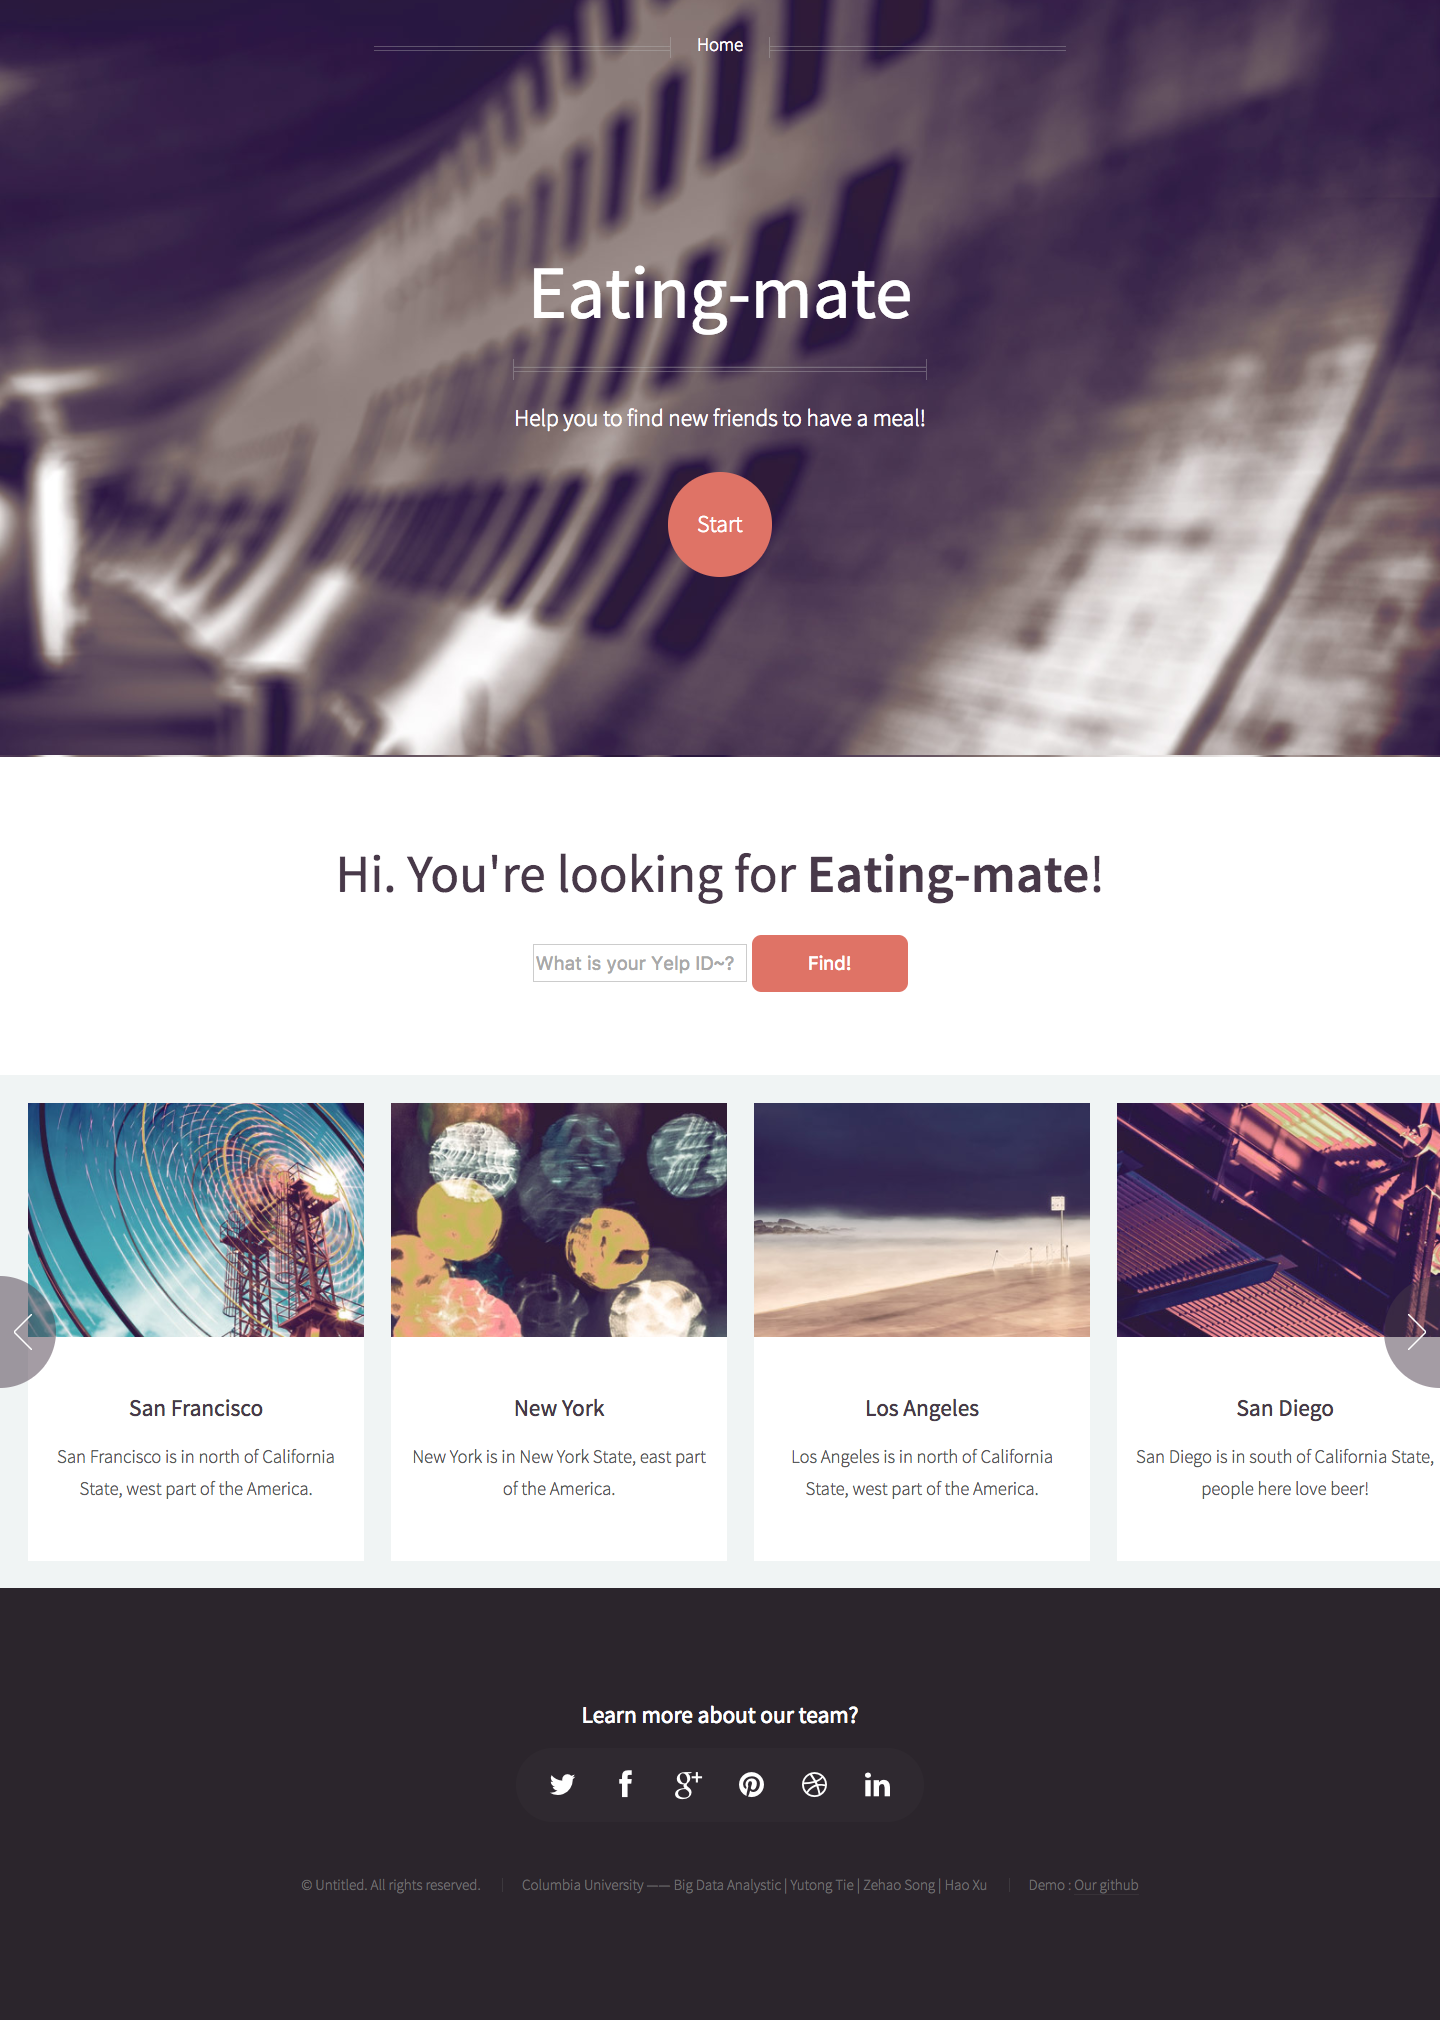 Home
Eating-mate
Help you to find new friends to have a meal!
Start
Hi. You're looking for Eating-mate!
What is your Yelp ID~? Find!
San Francisco
San Francisco is in north of California
State, west part of the America.
New York
New York is in New York State, east part
of the America.
Los Angeles
Los Angeles is in north of California
State, west part of the America.
San Diego
San Diego is in south of California State,
people here love beer!
Learn more about our team?
© Untitled. All rights reserved. Columbia University —— Big Data Analystic | Yutong Tie | Zehao Song | Hao Xu Demo : Our github